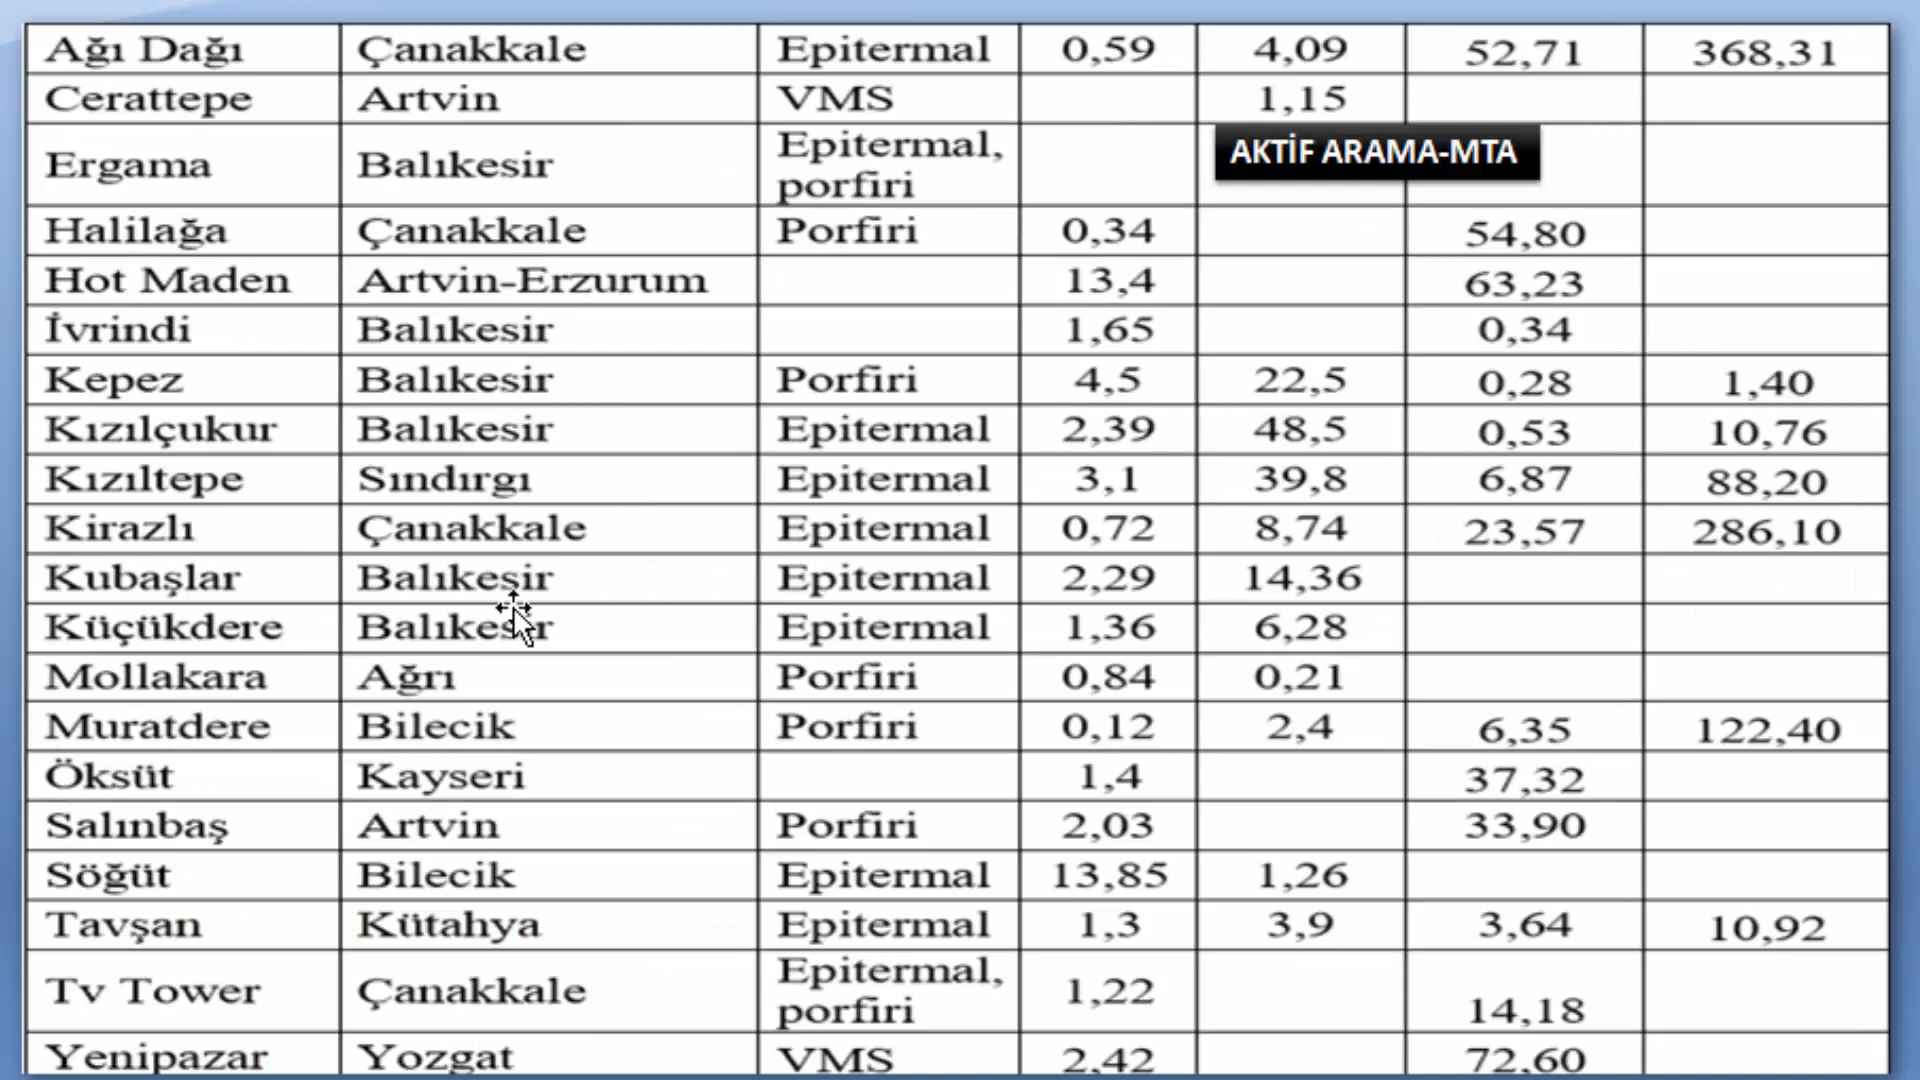 Ağı Dağı Çanakkale Epitermal 0,59 4,09 52,71 368,31
Cerattepe Artvin VMS 1,15
AKTİF ARAMA-MTA
Ergama Balıkesir Epitermal,
porfiri
Halilağa Çanakkale Porfiri 0,34 54,80
Hot Maden Artvin-Erzurum 13,4 63,23
İvrindi Balıkesir 1,65 0,34
Kepez Balıkesir Porfiri 4,5 22,5 0,28 1,40
Kızılçukur Balıkesir Epitermal 2,39 48,5 0,53 10,76
Kızıltepe Sındırgı Epitermal 3,1 39,8 6,87 88,20
Kirazlı Çanakkale Epitermal 0,72 8,74 23,57 286,10
Kubaşlar Balıkesir Epitermal 2,29 14,36
Küçükdere Balıkesir Epitermal 1,36 6,28
Mollakara Ağrı Porfiri 0,84 0,21
Muratdere Bilecik Porfiri 0,12 2,4 6,35 122,40
Öksüt Kayseri 1,4 37,32
Salınbaş Artvin Porfiri 2,03 33,90
Söğüt Bilecik Epitermal 13,85 1,26
Tavşan Kütahya Epitermal 1,3 3,9 3,64 10,92
Tv Tower Çanakkale Epitermal,
porfiri 1,22 14,18
Yenipazar Yozgat VMS 2,42 72,60